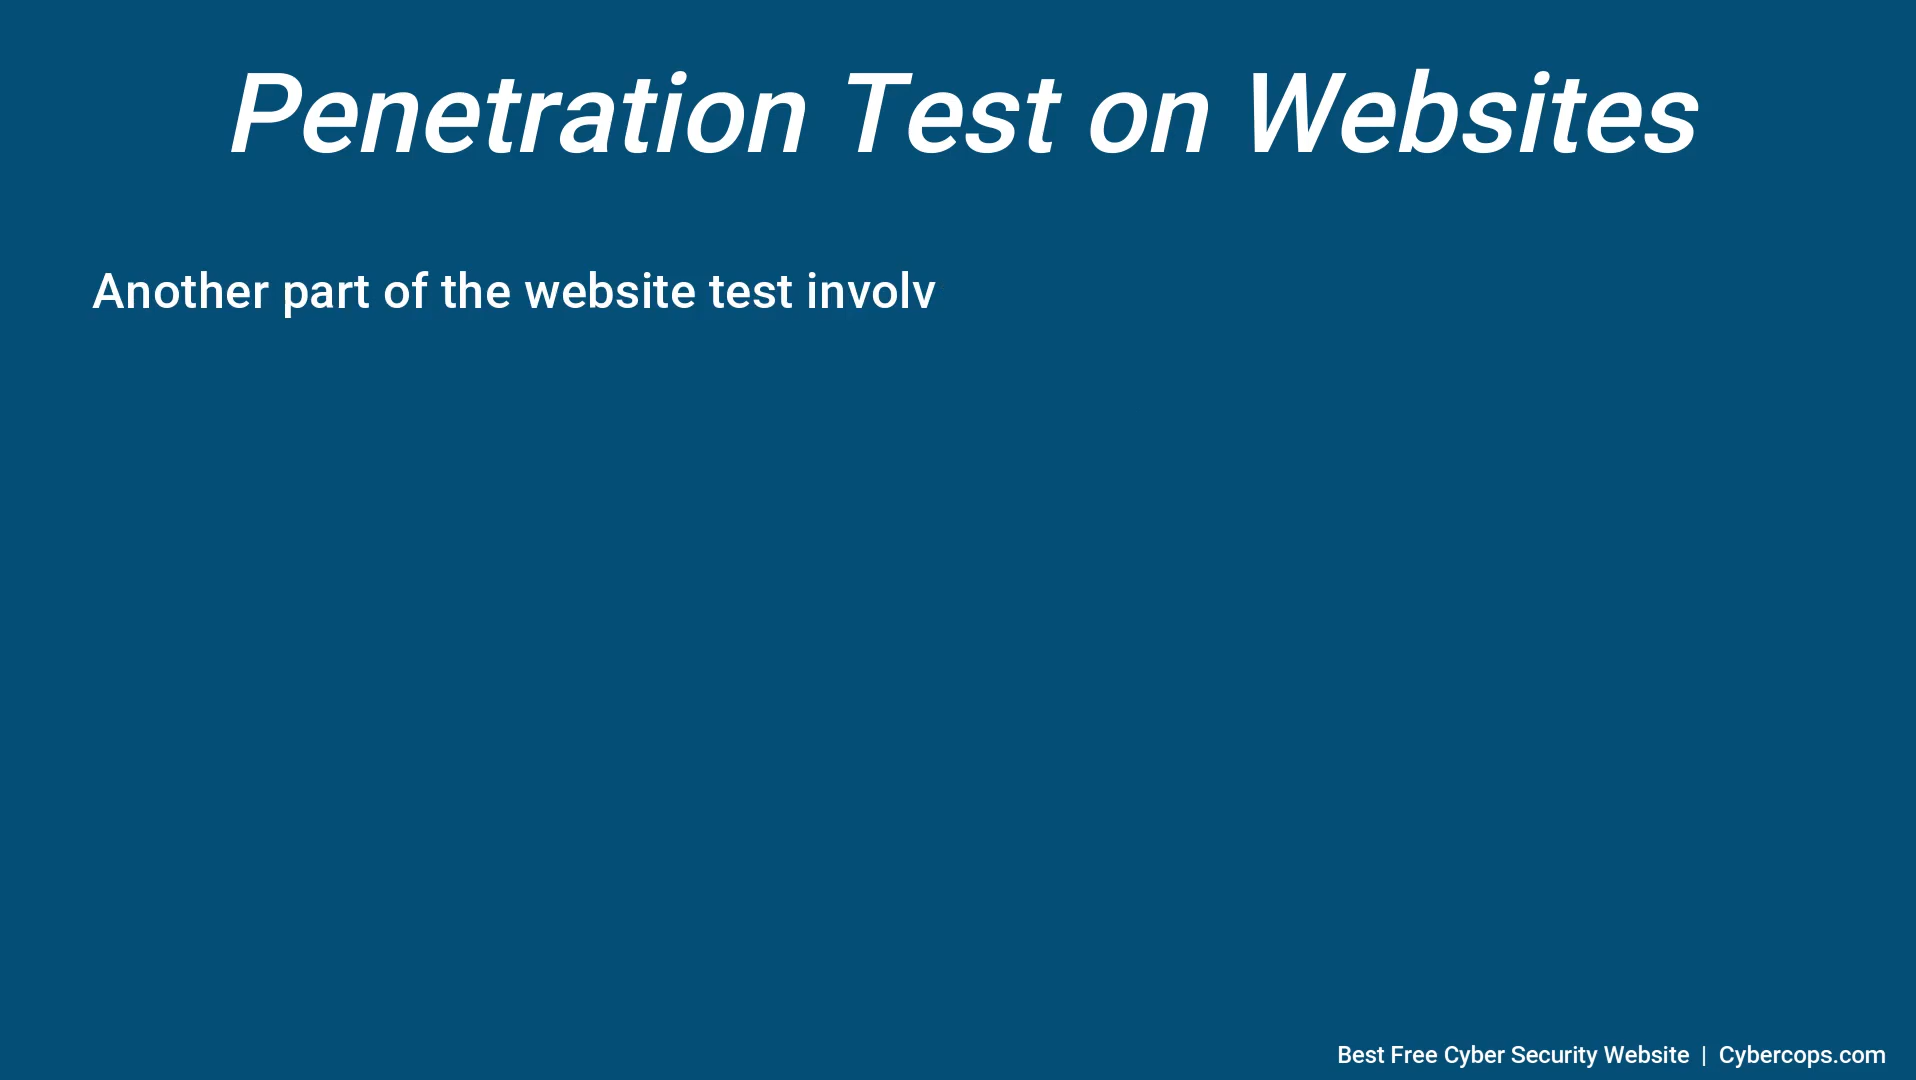 Penetration Test on Websites
Another part of the website test involv
Best Free Cyber Security Website | Cybercops.com